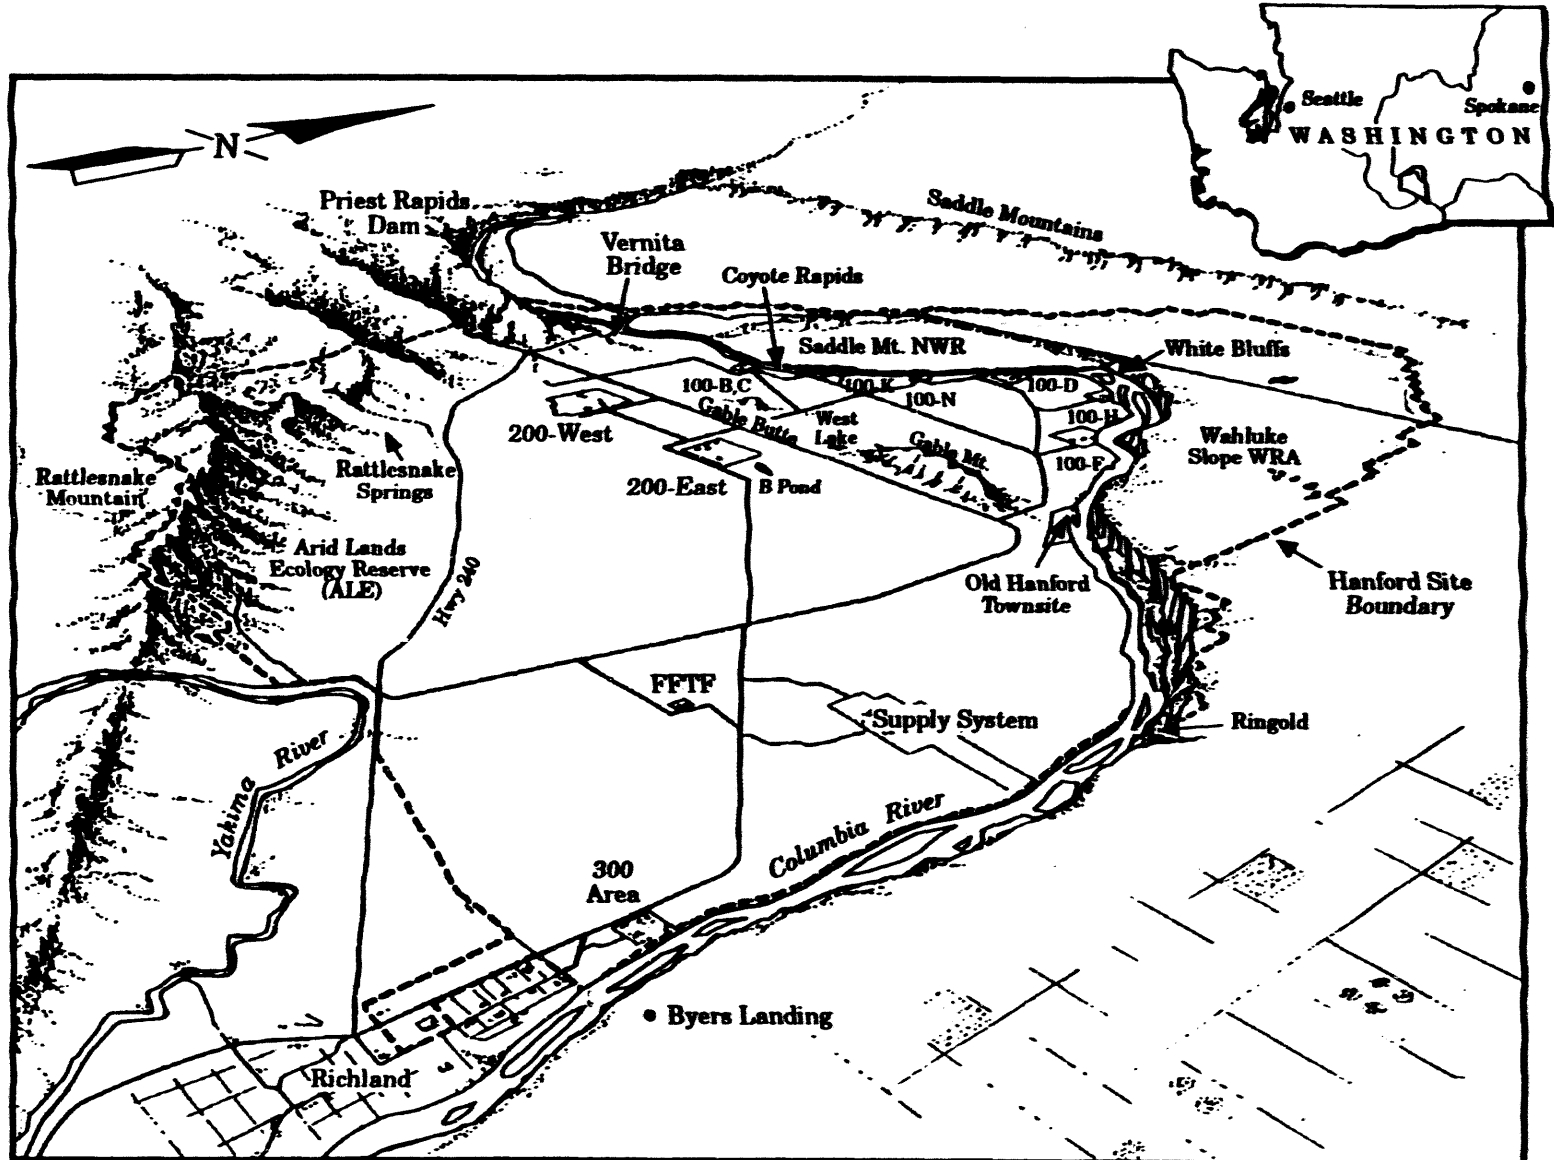 Seattle
Spokane
WASHINGTON
N
Priest Rapids
Dam
Saddle Mountains
Vernita
Bridge
Coyote Rapids
Saddle Mt. NWR
White Bluffs
100-B,C
100-K
100-D
100-N
Gable Butte
West
Lake
100-H
200-West
Gable Mt.
Wahluke
Slope WRA
100-F
Rattlesnake
Mountain
Rattlesnake
Springs
200-East
B Pond
Arid Lands
Ecology Reserve
(ALE)
Hwy 240
Old Hanford
Townsite
Hanford Site
Boundary
FFTF
Supply System
Ringold
Yakima River
Columbia River
300
Area
Byers Landing
Richland